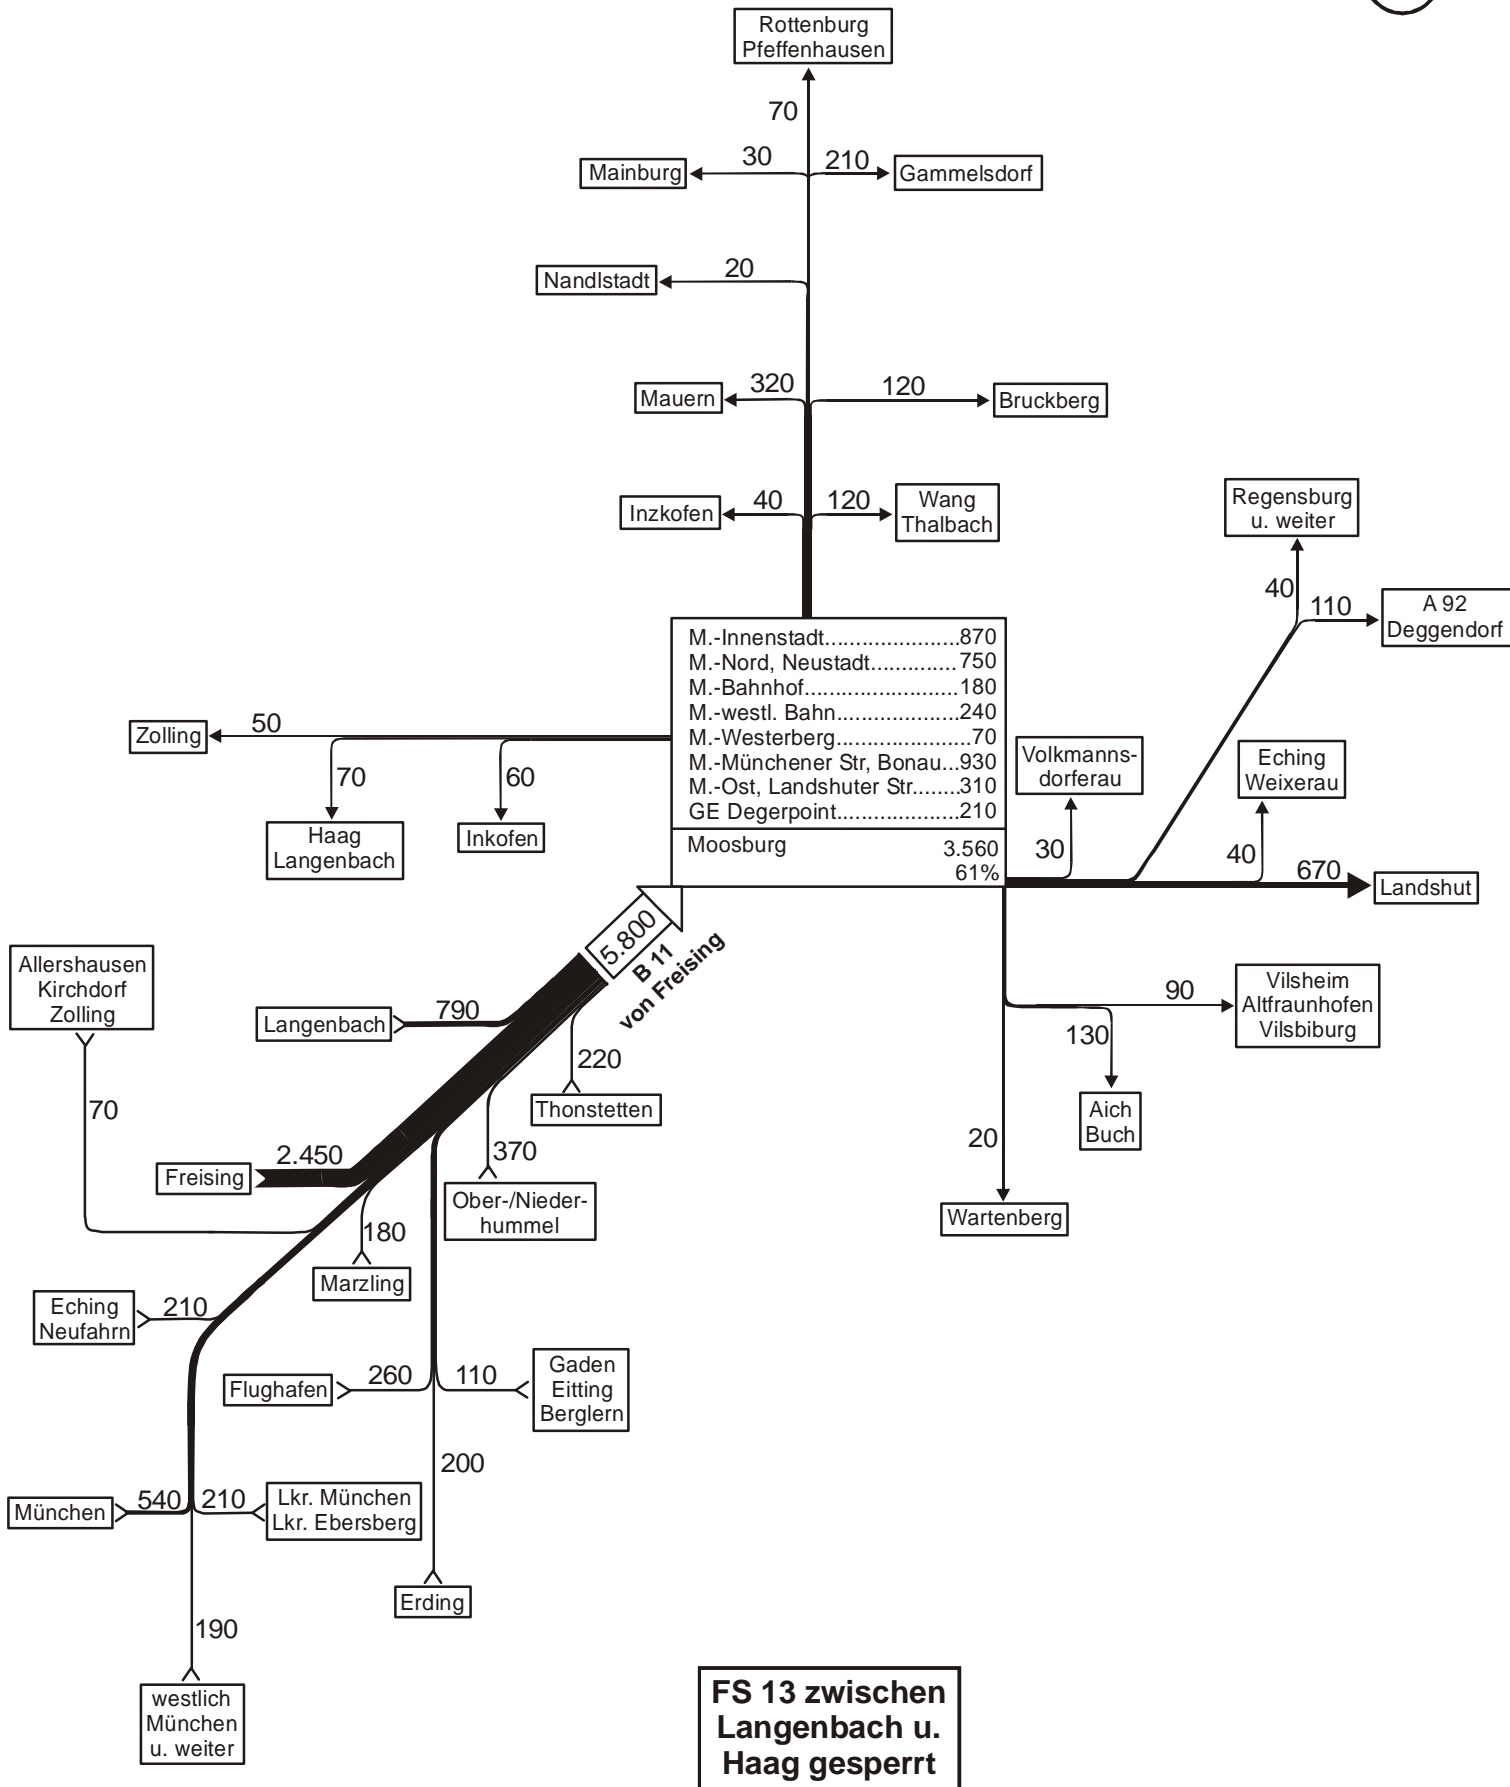 Rottenburg
Pfeffenhausen
70
30
210
Mainburg
Gammelsdorf
20
Nandlstadt
320
120
Mauern
Bruckberg
40
120
Inzkofen
Wang
Thalbach
Regensburg
u. weiter
40
110
A 92
Deggendorf
M.-Innenstadt.....................870
M.-Nord, Neustadt..............750
M.-Bahnhof.........................180
M.-westl. Bahn....................240
M.-Westerberg......................70
M.-Münchener Str, Bonau...930
M.-Ost, Landshuter Str........310
GE Degerpoint....................210
Moosburg 3.560
61%
50
Zolling
70
60
Haag
Langenbach
Inkofen
Volkmanns-
dorferau
Eching
Weixerau
30
40
670
Landshut
5.800
B 11
von Freising
Allershausen
Kirchdorf
Zolling
790
Langenbach
90
Vilsheim
Altfraunhofen
Vilsbiburg
130
220
Thonstetten
70
Aich
Buch
20
2.450
Freising
370
Ober-/Nieder-
hummel
Wartenberg
180
Marzling
Eching
Neufahrn
210
Flughafen
260
110
Gaden
Eitting
Berglern
200
München
540
210
Lkr. München
Lkr. Ebersberg
Erding
190
westlich
München
u. weiter
FS 13 zwischen
Langenbach u.
Haag gesperrt